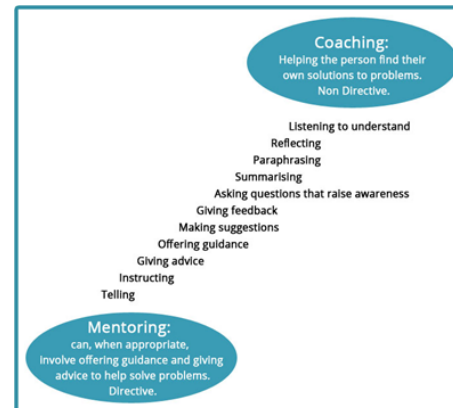 Coaching:
Helping the person find their
own solutions to problems.
Non Directive.
Listening to understand
Reflecting
Paraphrasing
Summarising
Asking questions that raise awareness
Giving feedback
Making suggestions
Offering guidance
Giving advice
Instructing
Telling
Mentoring:
can, when appropriate,
involve offering guidance and giving
advice to help solve problems.
Directive.